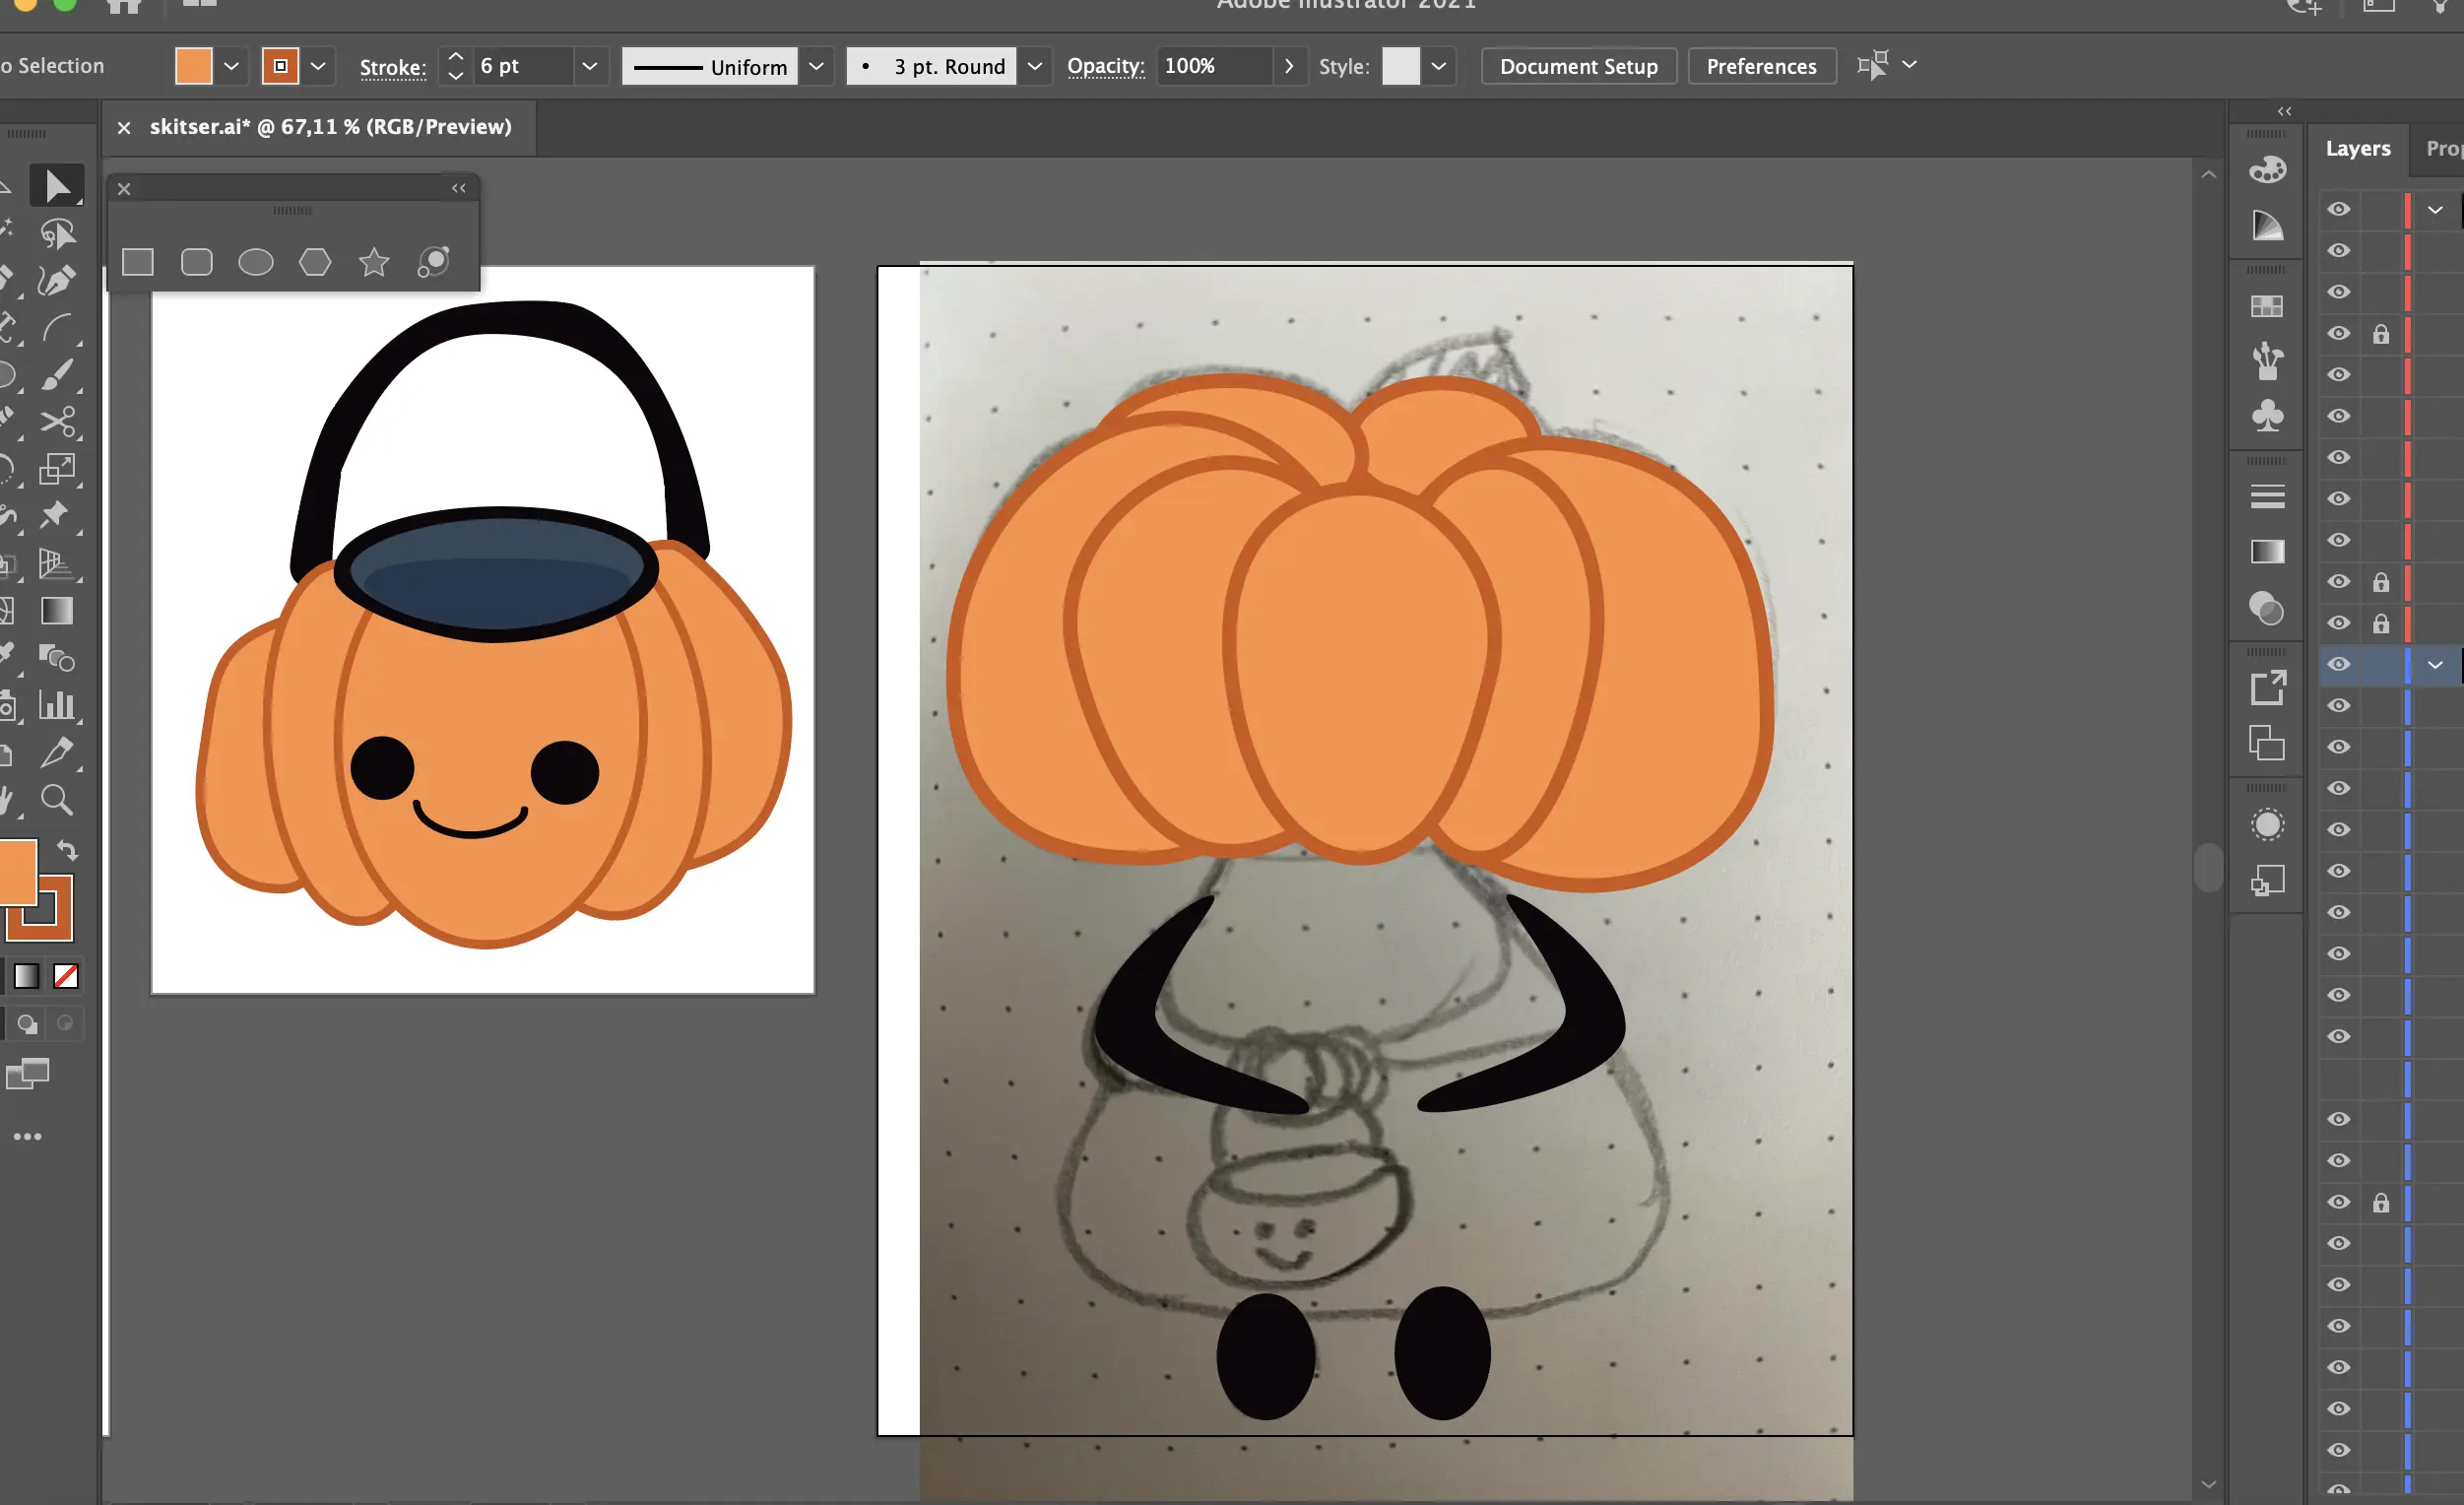 Adobe Illustrator 2021
o Selection
Stroke:
6 pt
Uniform
3 pt. Round
Opacity:
100%
Style:
Document Setup
Preferences
skitser.ai* @ 67,11 % (RGB/Preview)
Layers
Prop